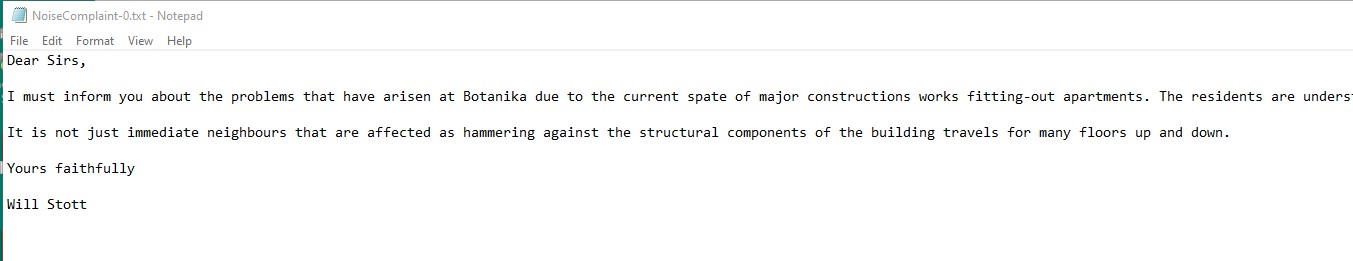 NoiseComplaint-0.txt - Notepad
File Edit Format View Help
Dear Sirs,
I must inform you about the problems that have arisen at Botanika due to the current spate of major constructions works fitting-out apartments. The residents are
It is not just immediate neighbours that are affected as hammering against the structural components of the building travels for many floors up and down.
Yours faithfully
Will Stott